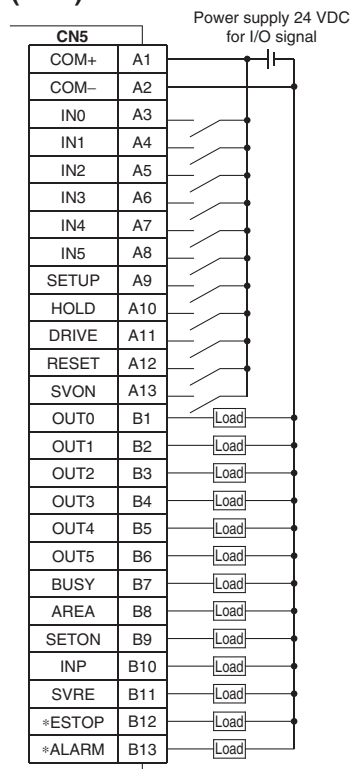 Power supply 24 VDC
for I/O signal
CN5
COM+ A1
COM− A2
IN0 A3
IN1 A4
IN2 A5
IN3 A6
IN4 A7
IN5 A8
SETUP A9
HOLD A10
DRIVE A11
RESET A12
SVON A13
OUT0 B1 Load
OUT1 B2 Load
OUT2 B3 Load
OUT3 B4 Load
OUT4 B5 Load
OUT5 B6 Load
BUSY B7 Load
AREA B8 Load
SETON B9 Load
INP B10 Load
SVRE B11 Load
∗ESTOP B12 Load
∗ALARM B13 Load